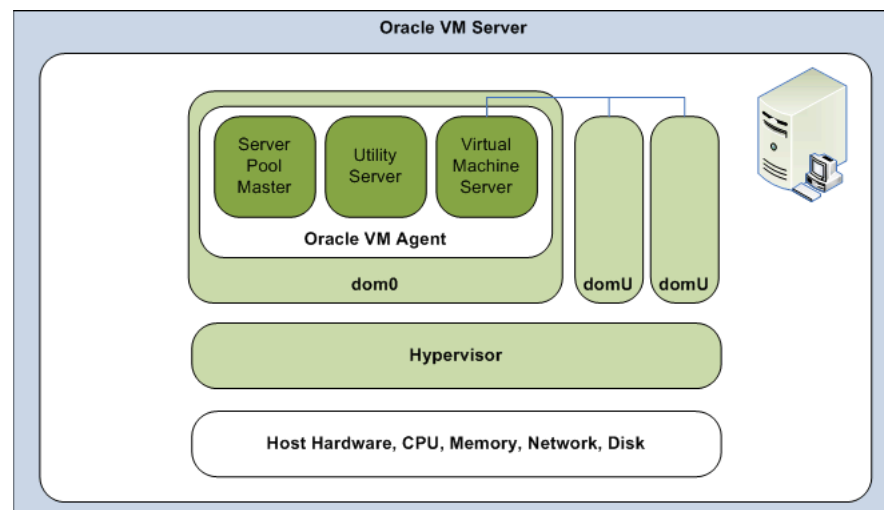 Oracle VM Server
Server
Pool
Master
Utility
Server
Virtual
Machine
Server
Oracle VM Agent
dom0
domU
domU
Hypervisor
Host Hardware, CPU, Memory, Network, Disk